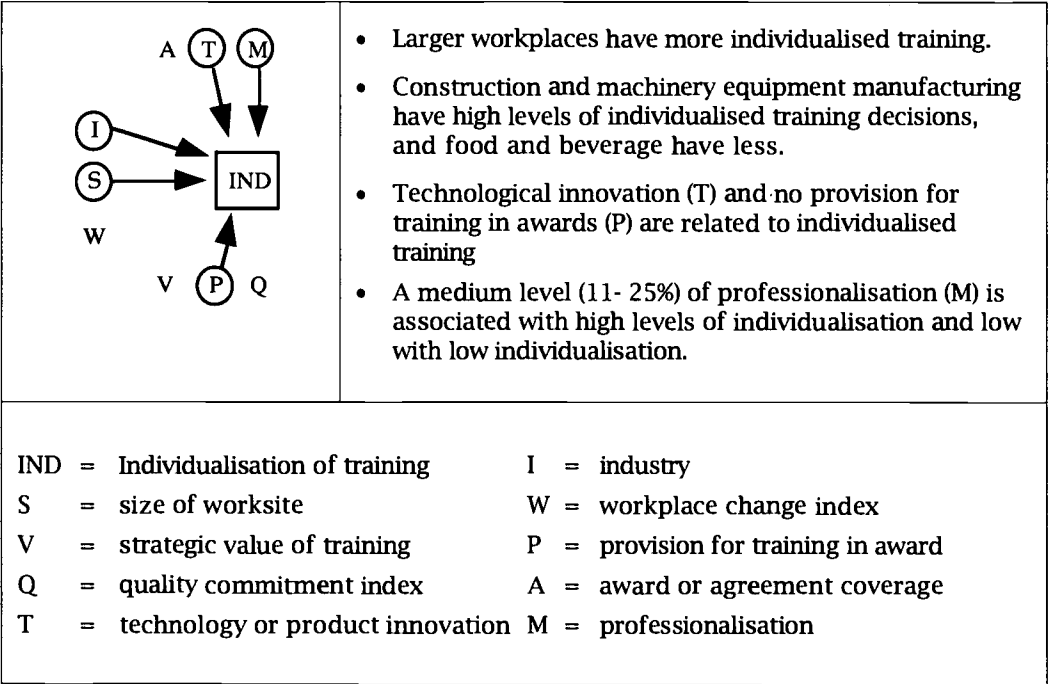 A T M
I
S IND
W
V P Q
• Larger workplaces have more individualised training.
• Construction and machinery equipment manufacturing
have high levels of individualised training decisions,
and food and beverage have less.
• Technological innovation (T) and no provision for
training in awards (P) are related to individualised
training
• A medium level (11- 25%) of professionalisation (M) is
associated with high levels of individualisation and low
with low individualisation.
IND = Individualisation of training I = industry
S = size of worksite W = workplace change index
V = strategic value of training P = provision for training in award
Q = quality commitment index A = award or agreement coverage
T = technology or product innovation M = professionalisation